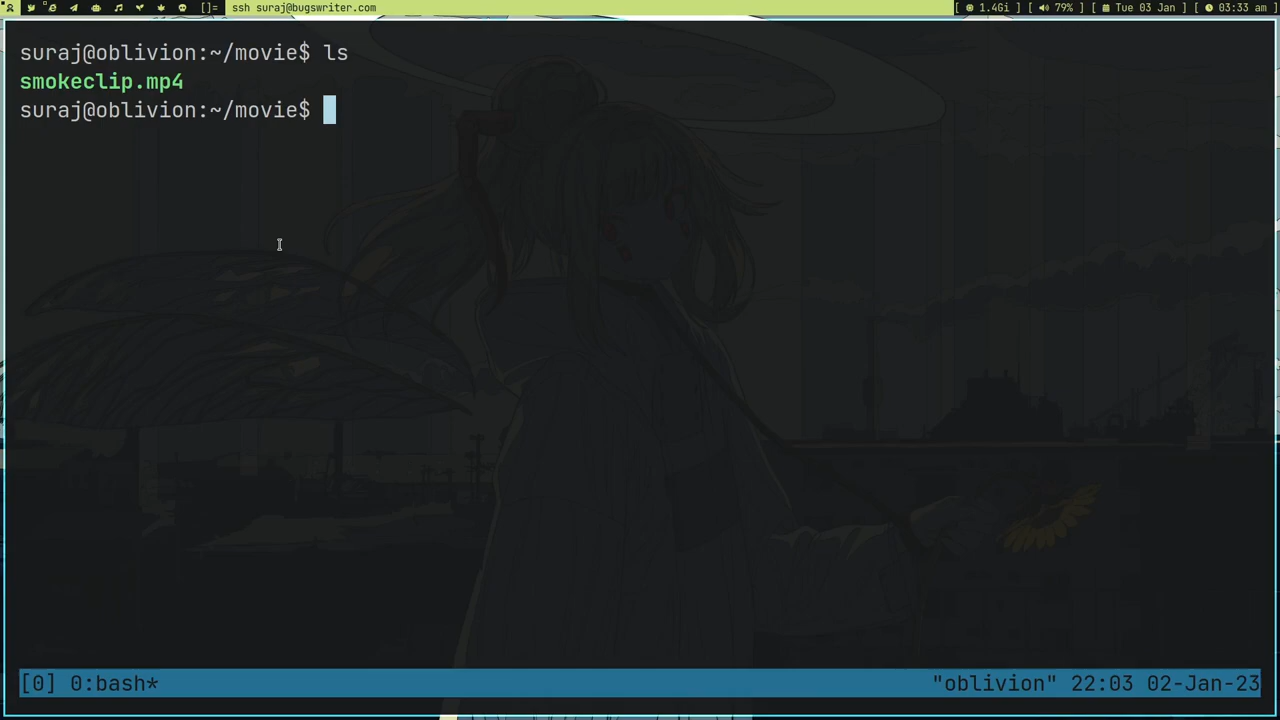 []= ssh suraj@bugswriter.com [ 1.4Gi ] [ 79% ] [ Tue 03 Jan ] [ 03:33 am ]
suraj@oblivion:~/movie$ ls
smokeclip.mp4
suraj@oblivion:~/movie$
[0] 0:bash* "oblivion" 22:03 02-Jan-23